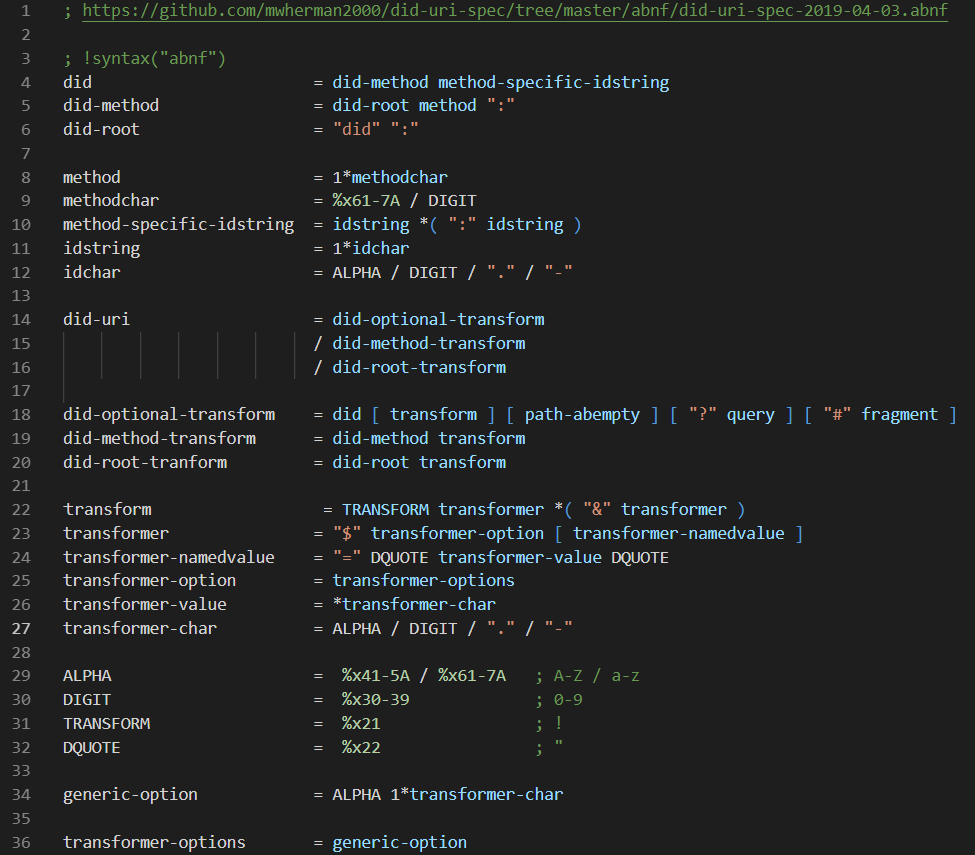 1 ; https://github.com/mwherman2000/did-uri-spec/tree/master/abnf/did-uri-spec-2019-04-03.abnf
2
3 ; !syntax("abnf")
4 did = did-method method-specific-idstring
5 did-method = did-root method ":"
6 did-root = "did" ":"
7
8 method = 1*methodchar
9 methodchar = %x61-7A / DIGIT
10 method-specific-idstring = idstring *( ":" idstring )
11 idstring = 1*idchar
12 idchar = ALPHA / DIGIT / "." / "-"
13
14 did-uri = did-optional-transform
15 / did-method-transform
16 / did-root-transform
17
18 did-optional-transform = did [ transform ] [ path-abempty ] [ "?" query ] [ "#" fragment ]
19 did-method-transform = did-method transform
20 did-root-tranform = did-root transform
21
22 transform = TRANSFORM transformer *( "&" transformer )
23 transformer = "$" transformer-option [ transformer-namedvalue ]
24 transformer-namedvalue = "=" DQUOTE transformer-value DQUOTE
25 transformer-option = transformer-options
26 transformer-value = *transformer-char
27 transformer-char = ALPHA / DIGIT / "." / "-"
28
29 ALPHA = %x41-5A / %x61-7A ; A-Z / a-z
30 DIGIT = %x30-39 ; 0-9
31 TRANSFORM = %x21 ; !
32 DQUOTE = %x22 ; "
33
34 generic-option = ALPHA 1*transformer-char
35
36 transformer-options = generic-option